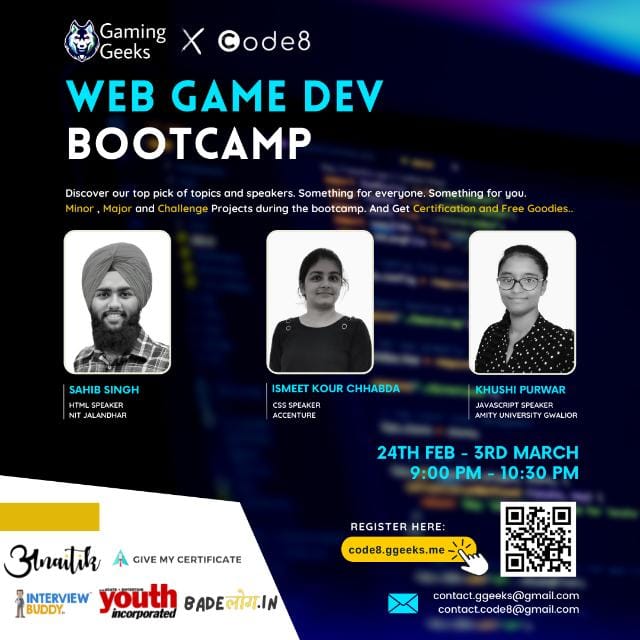 Gaming
Geeks
X
Code8
WEB GAME DEV
BOOTCAMP
Discover our top pick of topics and speakers. Something for everyone. Something for you.
Minor , Major and Challenge Projects during the bootcamp. And Get Certification and Free Goodies..
SAHIB SINGH
HTML SPEAKER
NIT JALANDHAR
ISMEET KOUR CHHABDA
CSS SPEAKER
ACCENTURE
KHUSHI PURWAR
JAVASCRIPT SPEAKER
AMITY UNIVERSITY GWALIOR
24TH FEB - 3RD MARCH
9:00 PM - 10:30 PM
REGISTER HERE:
code8.ggeeks.me
contact.ggeeks@gmail.com
contact.code8@gmail.com
GIVE MY CERTIFICATE
INTERVIEW
BUDDY
youth
incorporated
BADEलोग.IN